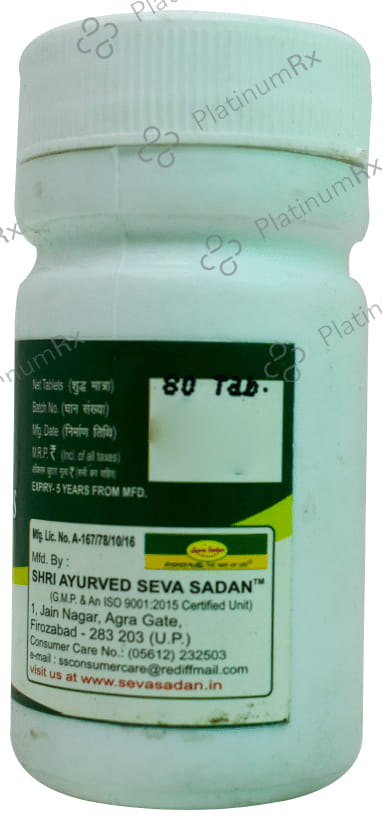 PlatinumRx
PlatinumRx
PlatinumRx
80 Tab.
Net Tablets (शुद्ध मात्रा)
Batch No. (घान संख्या)
Mfg. Date (निर्माण तिथि)
M.R.P. ₹ (Incl. of all taxes)
मूल्य ₹
EXPIRY- 5 YEARS FROM MFD.
Mfg. Lic. No. A-167/78/10/16
Mfd. By :
SHRI AYURVED SEVA SADAN™
(G.M.P. & An ISO 9001:2015 Certified Unit)
1, Jain Nagar, Agra Gate,
Firozabad - 283 203 (U.P.)
Consumer Care No.: (05612) 232503
e-mail : ssconsumercare@rediffmail.com
visit us at www.sevasadan.in